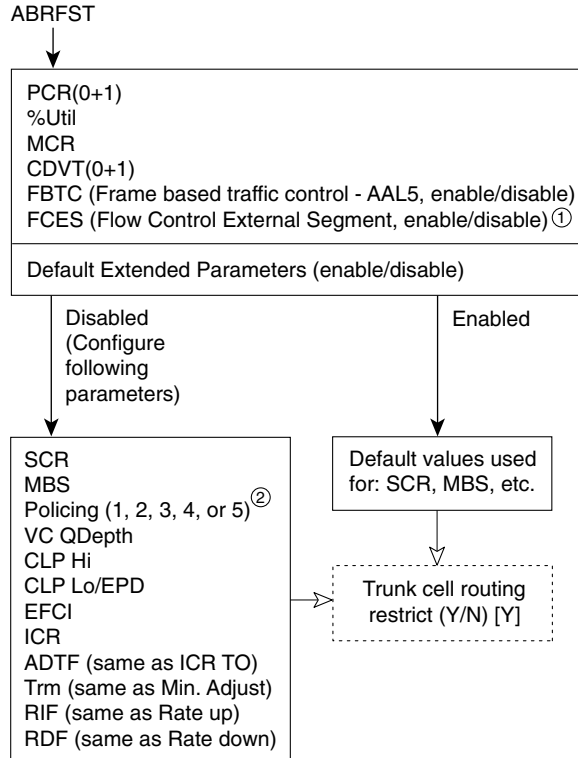 ABRFST
PCR(0+1)
%Util
MCR
CDVT(0+1)
FBTC (Frame based traffic control - AAL5, enable/disable)
FCES (Flow Control External Segment, enable/disable) ①
Default Extended Parameters (enable/disable)
Disabled
(Configure
following
parameters)
Enabled
SCR
MBS
Policing (1, 2, 3, 4, or 5) ②
VC QDepth
CLP Hi
CLP Lo/EPD
EFCI
ICR
ADTF (same as ICR TO)
Trm (same as Min. Adjust)
RIF (same as Rate up)
RDF (same as Rate down)
Default values used
for: SCR, MBS, etc.
Trunk cell routing
restrict (Y/N) [Y]